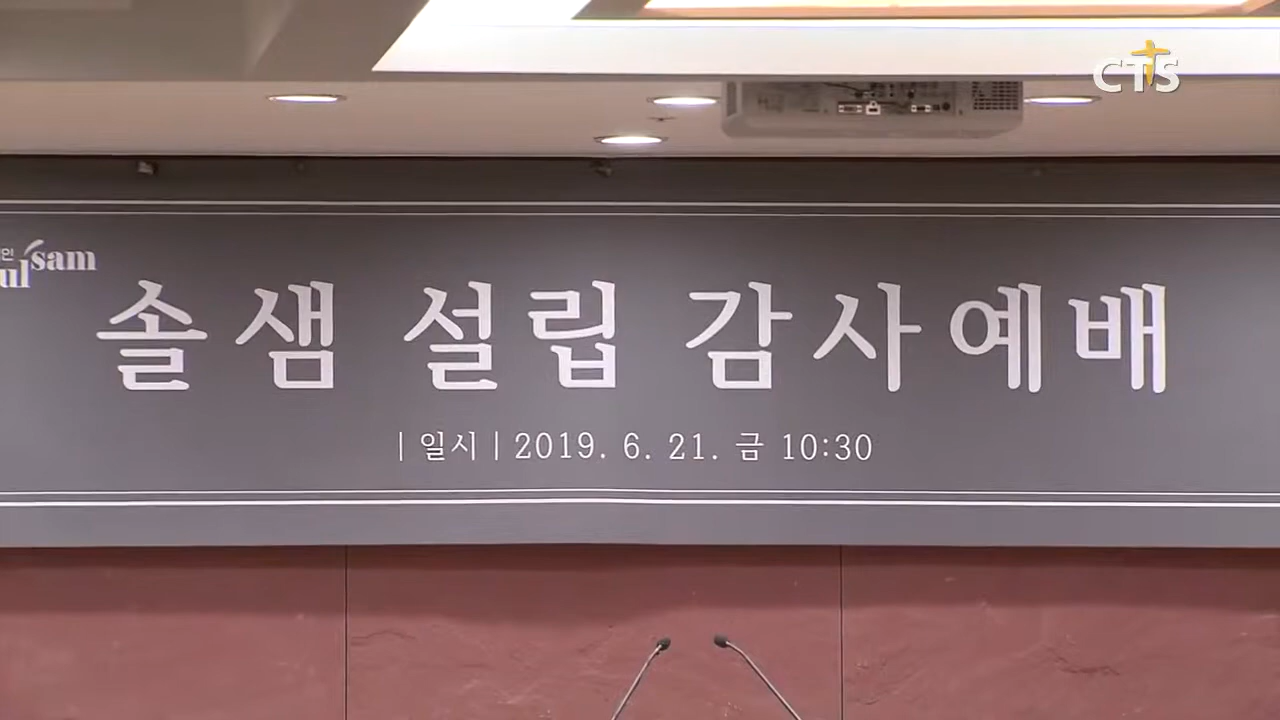 CTS
sam
솔샘 설립 감사예배
| 일시 | 2019. 6. 21. 금 10:30